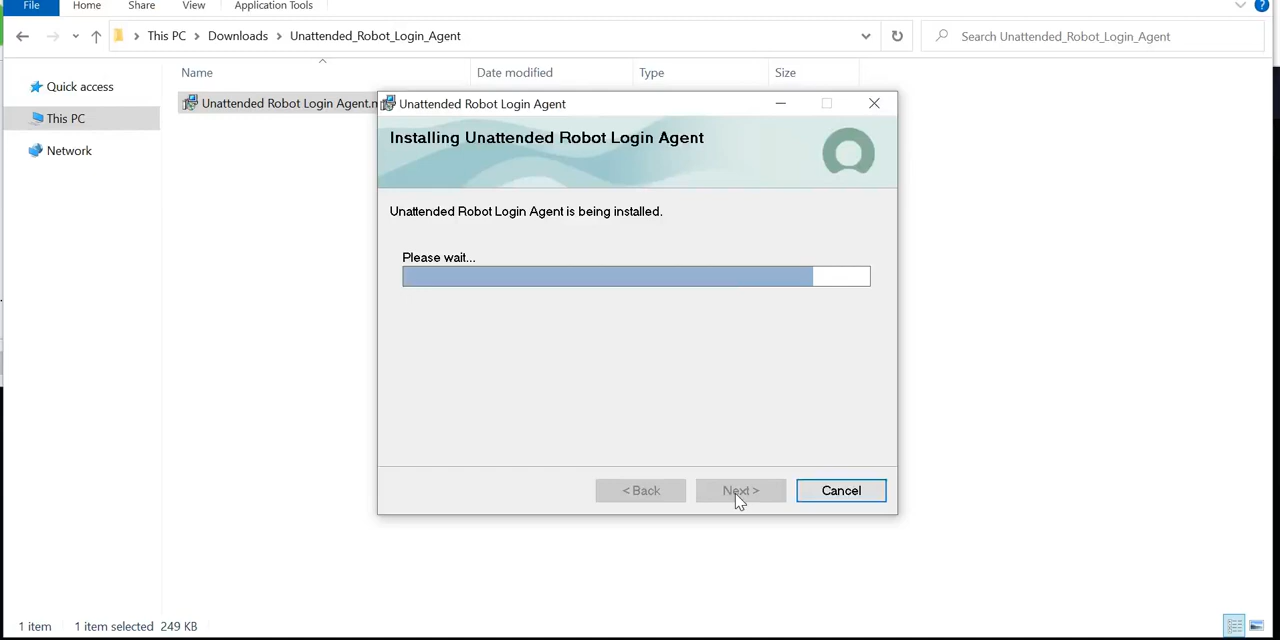 File Home Share View Application Tools
This PC > Downloads > Unattended_Robot_Login_Agent
Search Unattended_Robot_Login_Agent
Name Date modified Type Size
Quick access
This PC
Network
Unattended Robot Login Agent.m
Unattended Robot Login Agent
Installing Unattended Robot Login Agent
Unattended Robot Login Agent is being installed.
Please wait...
< Back Next > Cancel
1 item 1 item selected 249 KB